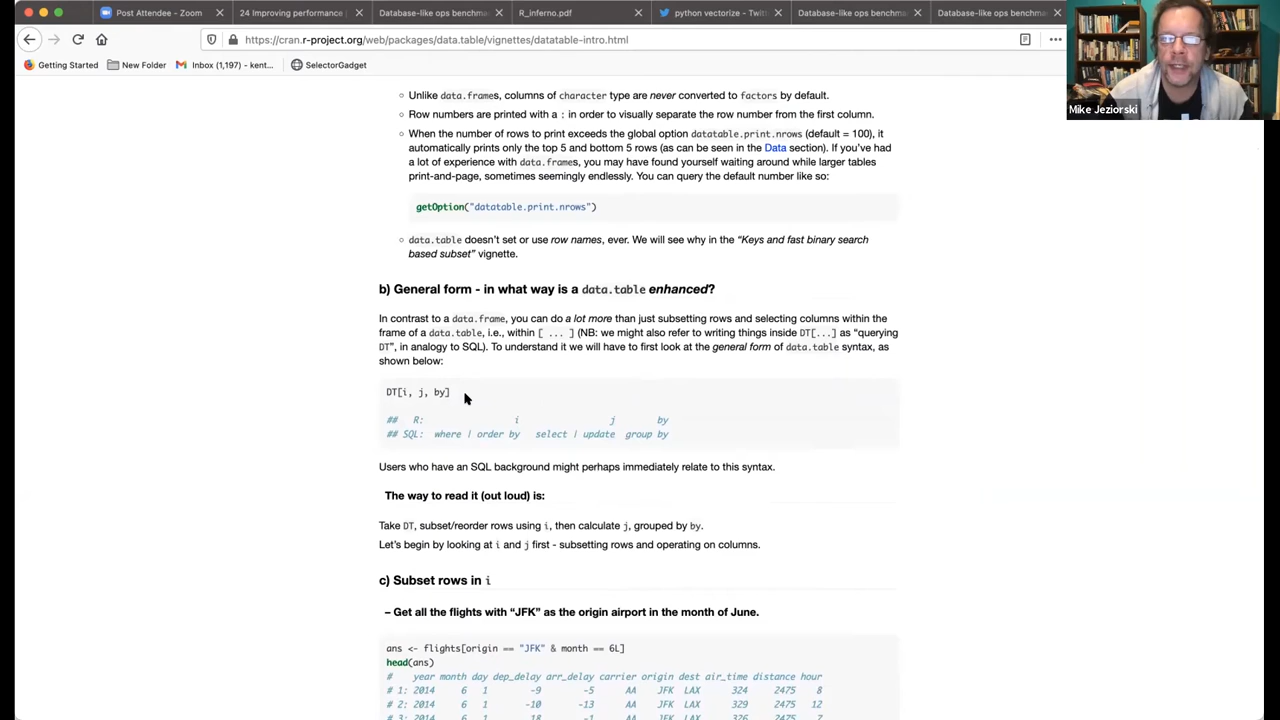 Post Attendee - Zoom
24 Improving performance
Database-like ops benchm
R_inferno.pdf
python vectorize - Twitt
Database-like ops benchma
Database-like ops benchma
https://cran.r-project.org/web/packages/data.table/vignettes/datatable-intro.html
Getting Started
New Folder
Inbox (1,197) - kent...
SelectorGadget
Mike Jeziorski
Unlike data.frames, columns of character type are never converted to factors by default.
Row numbers are printed with a : in order to visually separate the row number from the first column.
When the number of rows to print exceeds the global option datatable.print.nrows (default = 100), it
automatically prints only the top 5 and bottom 5 rows (as can be seen in the Data section). If you've had
a lot of experience with data.frames, you may have found yourself waiting around while larger tables
print-and-page, sometimes seemingly endlessly. You can query the default number like so:
getOption("datatable.print.nrows")
data.table doesn't set or use row names, ever. We will see why in the “Keys and fast binary search
based subset” vignette.
b) General form - in what way is a data.table enhanced?
In contrast to a data.frame, you can do a lot more than just subsetting rows and selecting columns within the
frame of a data.table, i.e., within [ ... ] (NB: we might also refer to writing things inside DT[...] as “querying
DT”, in analogy to SQL). To understand it we will have to first look at the general form of data.table syntax, as
shown below:
DT[i, j, by]
## R: i j by
## SQL: where | order by select | update group by
Users who have an SQL background might perhaps immediately relate to this syntax.
The way to read it (out loud) is:
Take DT, subset/reorder rows using i, then calculate j, grouped by by.
Let's begin by looking at i and j first - subsetting rows and operating on columns.
c) Subset rows in i
– Get all the flights with “JFK” as the origin airport in the month of June.
ans <- flights[origin == "JFK" & month == 6L]
head(ans)
# year month day dep_delay arr_delay carrier origin dest air_time distance hour
# 1: 2014 6 1 -9 -5 AA JFK LAX 324 2475 8
# 2: 2014 6 1 -10 -13 AA JFK LAX 329 2475 12
# 3: 2014 6 1 18 -1 AA JFK LAX 326 2475 7